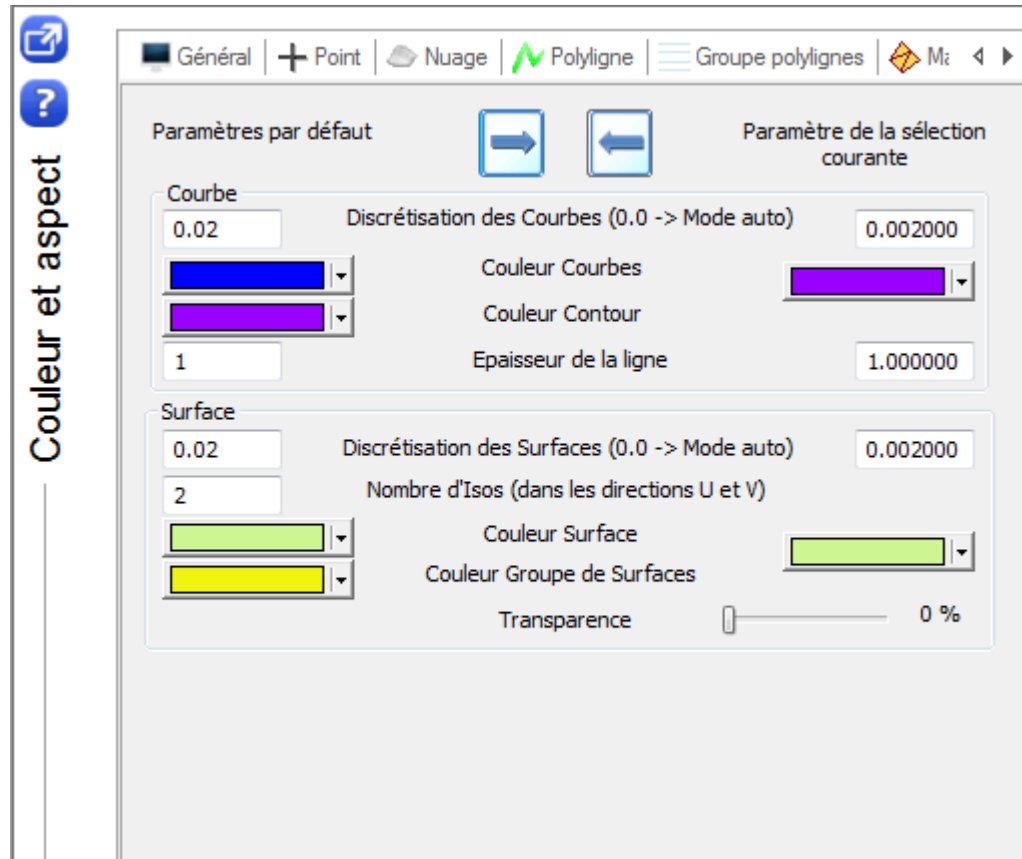 Couleur et aspect
Général
Point
Nuage
Polyligne
Groupe polylignes
Paramètres par défaut
Paramètre de la sélection
courante
Courbe
0.02 Discrétisation des Courbes (0.0 -> Mode auto) 0.002000
Couleur Courbes
Couleur Contour
1 Epaisseur de la ligne 1.000000
Surface
0.02 Discrétisation des Surfaces (0.0 -> Mode auto) 0.002000
2 Nombre d'Isos (dans les directions U et V)
Couleur Surface
Couleur Groupe de Surfaces
Transparence 0 %